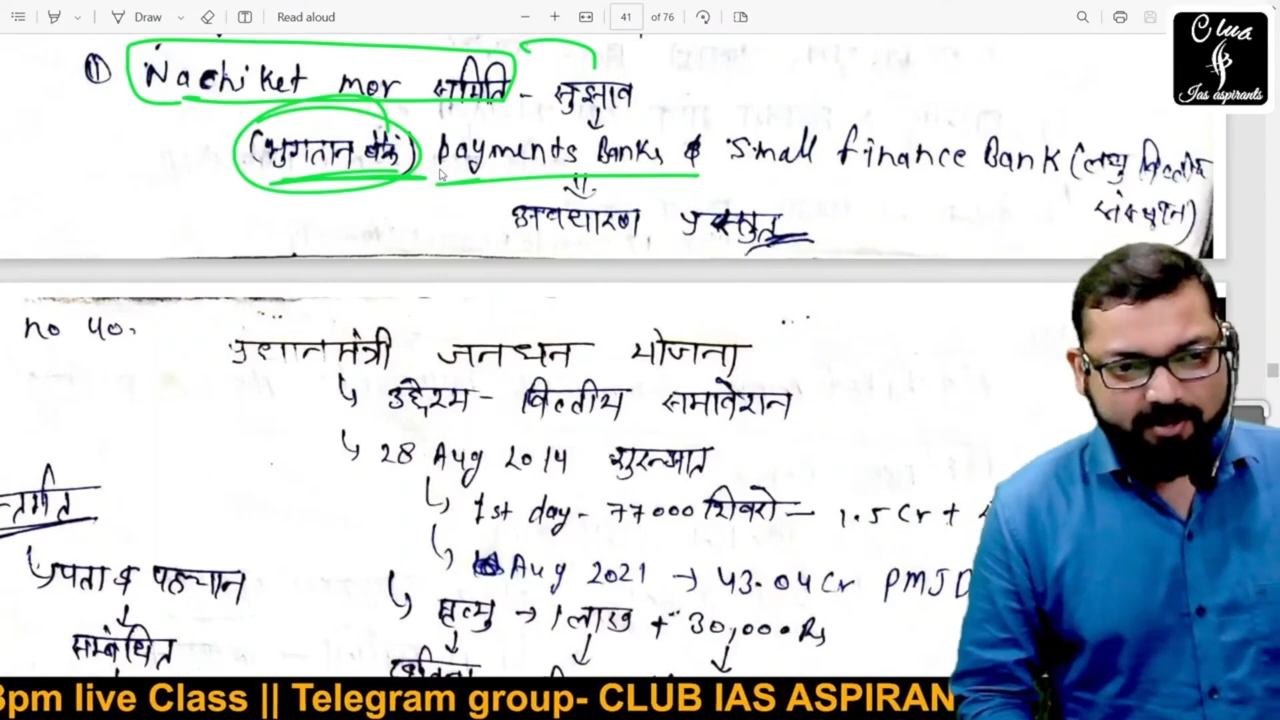 Draw
Read aloud
41 of 76
Clua
Ias aspirants
① Nachiket mor समिति - सुझाव
(भुगतान बैंक) payments Banks & Small finance Bank (लघु वित्तीय
अवधारणा प्रस्तुत
no 40.
प्रधानमंत्री जनधन योजना
↳ उद्देश्य - वित्तीय समावेशन
↳ 28 Aug 2014 शुरुआत
↳ 1st day - 77000 शिविरो - 1.5 Cr +
↳ Aug 2021 → 43.04 Cr PMJD
↳ मृत्यु → 1 लाख + 30,000 Rs
↳ पता व पहचान
सम्बंधित
3pm live Class || Telegram group- CLUB IAS ASPIRAN